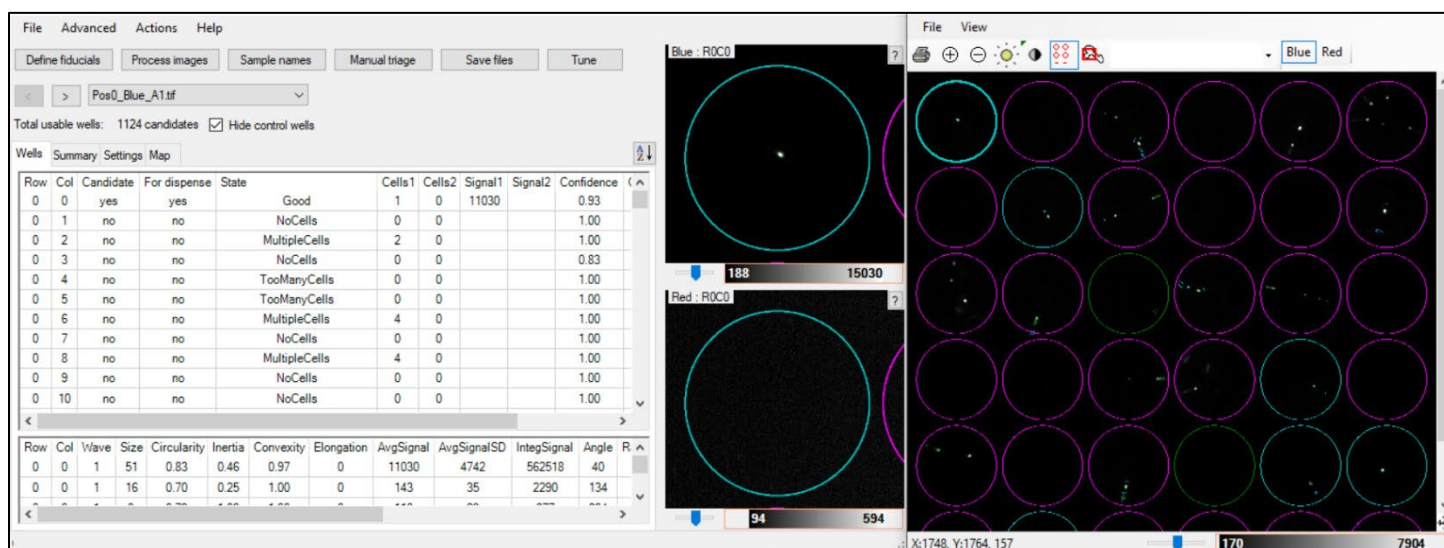 File Advanced Actions Help
Define fiducials Process images Sample names Manual triage Save files Tune
< > Pos0_Blue_A1.tif
Total usable wells: 1124 candidates Hide control wells
Wells Summary Settings Map
Row Col Candidate For dispense State Cells1 Cells2 Signal1 Signal2 Confidence
0 0 yes yes Good 1 0 11030 0.93
0 1 no no NoCells 0 0 1.00
0 2 no no MultipleCells 2 0 1.00
0 3 no no NoCells 0 0 0.83
0 4 no no TooManyCells 0 0 1.00
0 5 no no TooManyCells 0 0 1.00
0 6 no no MultipleCells 4 0 1.00
0 7 no no NoCells 0 0 1.00
0 8 no no MultipleCells 4 0 1.00
0 9 no no NoCells 0 0 1.00
0 10 no no NoCells 0 0 1.00
Row Col Wave Size Circularity Inertia Convexity Elongation AvgSignal AvgSignalSD IntegSignal Angle
0 0 1 51 0.83 0.46 0.97 0 11030 4742 562518 40
0 0 1 16 0.70 0.25 1.00 0 143 35 2290 134
Blue : R0C0 ?
188 15030
Red : R0C0 ?
94 594
File View
Blue Red
X:1748, Y:1764, 157 170 7904